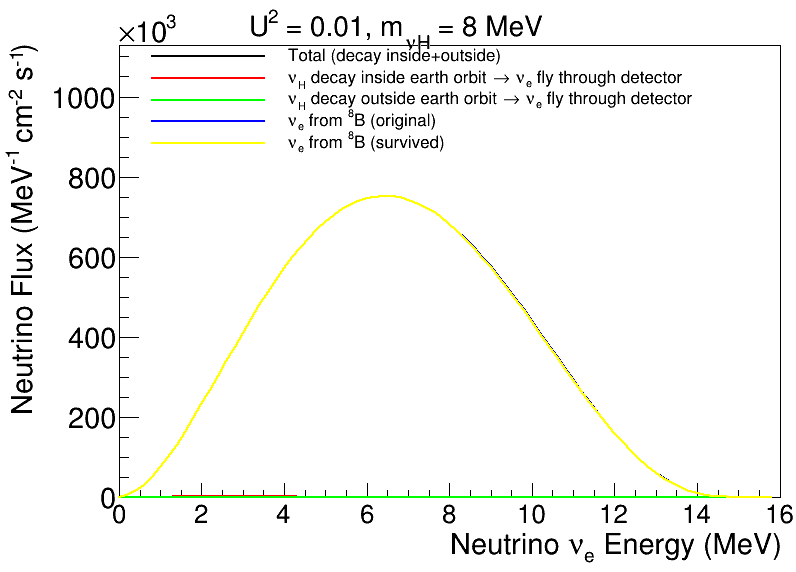 U² = 0.01, m_νH = 8 MeV
×10³
Total (decay inside+outside)
ν_H decay inside earth orbit → ν_e fly through detector
ν_H decay outside earth orbit → ν_e fly through detector
ν_e from ⁸B (original)
ν_e from ⁸B (survived)
Neutrino Flux (MeV⁻¹ cm⁻² s⁻¹)
1000
800
600
400
200
0
0 2 4 6 8 10 12 14 16
Neutrino ν_e Energy (MeV)